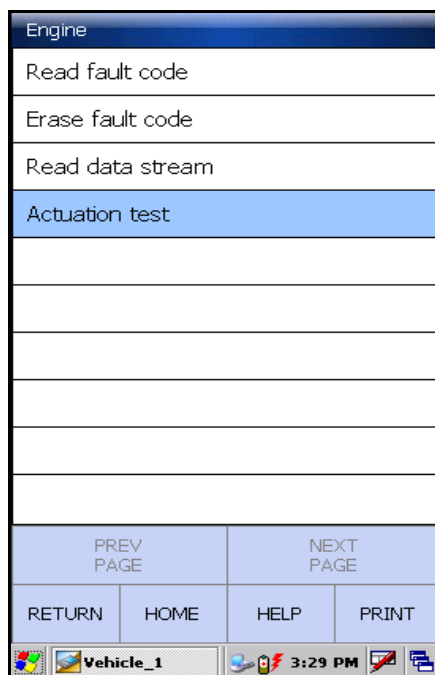 Engine
Read fault code
Erase fault code
Read data stream
Actuation test
PREV
PAGE
NEXT
PAGE
RETURN
HOME
HELP
PRINT
Vehicle_1
3:29 PM